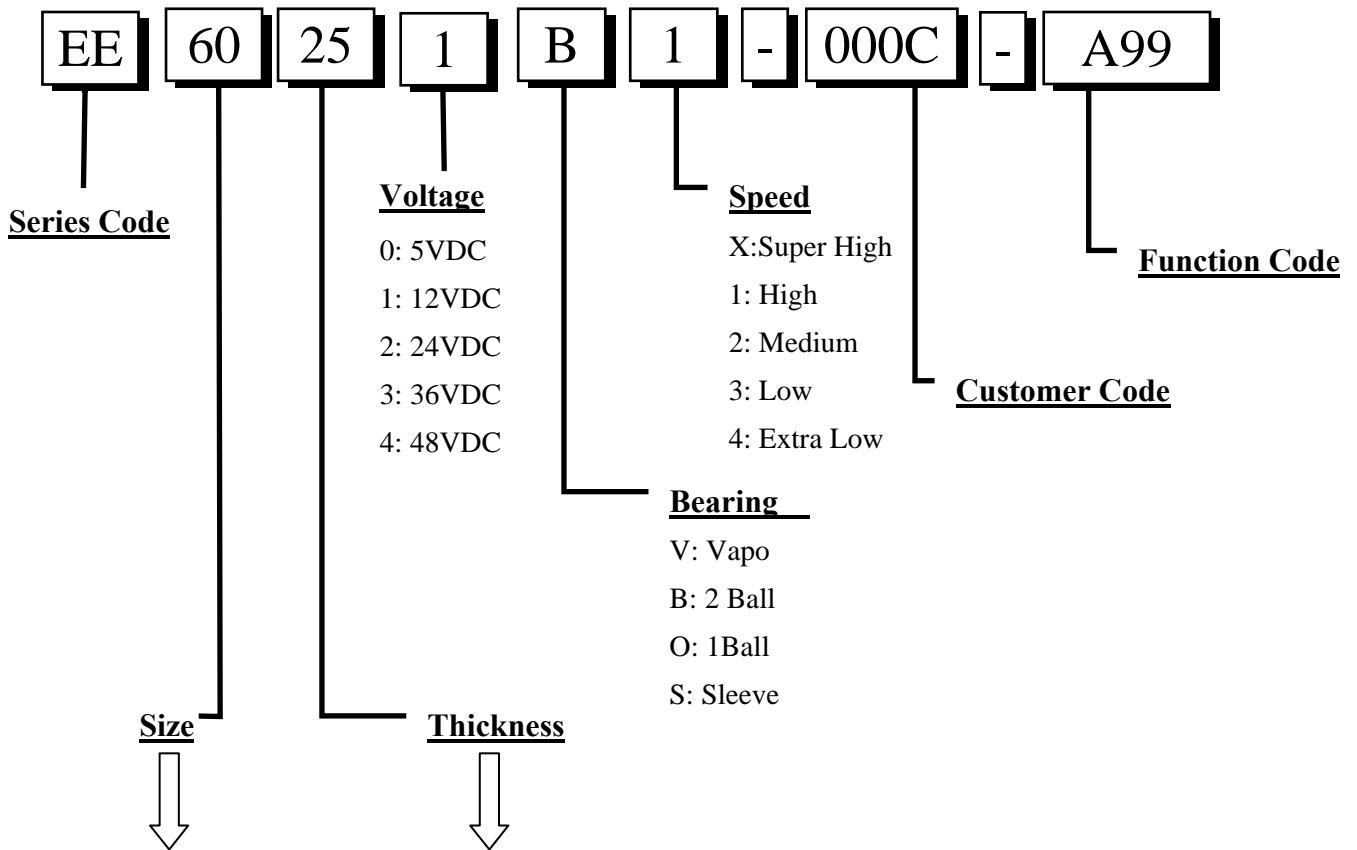 EE 60 25 1 B 1 - 000C - A99
Series Code
Voltage
0: 5VDC
1: 12VDC
2: 24VDC
3: 36VDC
4: 48VDC
Speed
X:Super High
1: High
2: Medium
3: Low
4: Extra Low
Function Code
Customer Code
Bearing
V: Vapo
B: 2 Ball
O: 1Ball
S: Sleeve
Size
Thickness